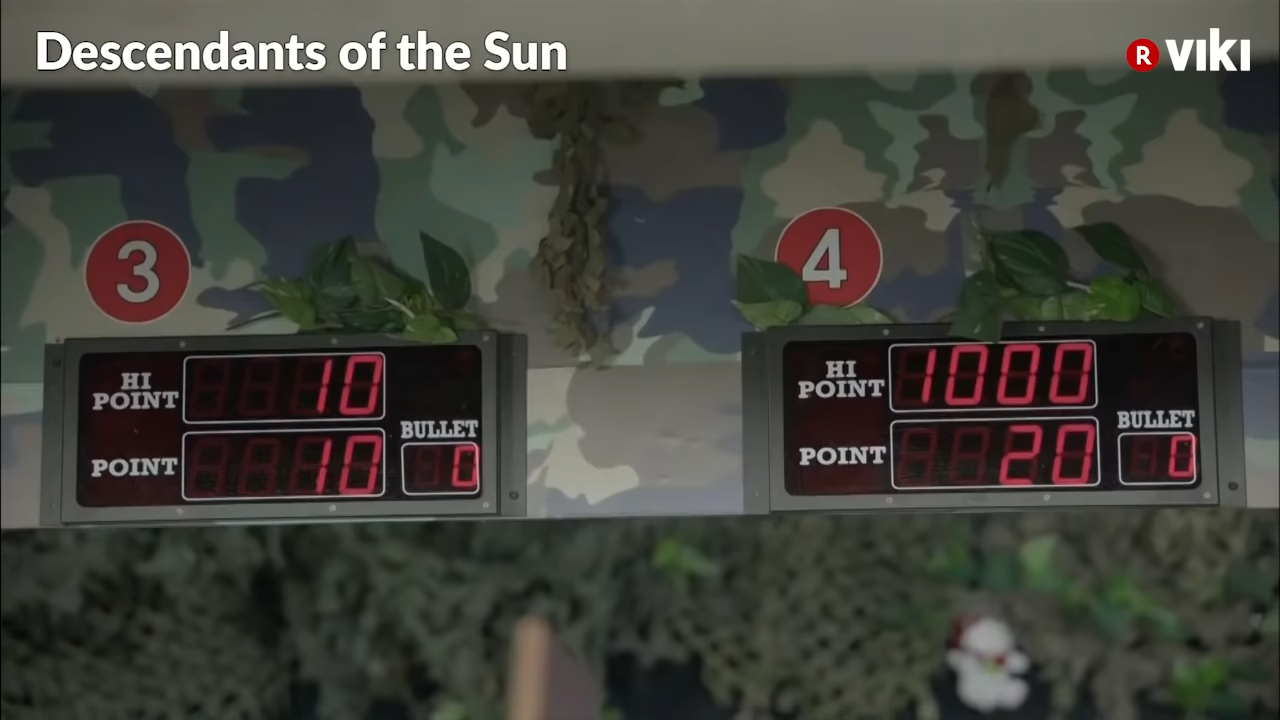 Descendants of the Sun
R VIKI
3
4
HI POINT 10
POINT 10
BULLET 0
HI POINT 1000
POINT 20
BULLET 0